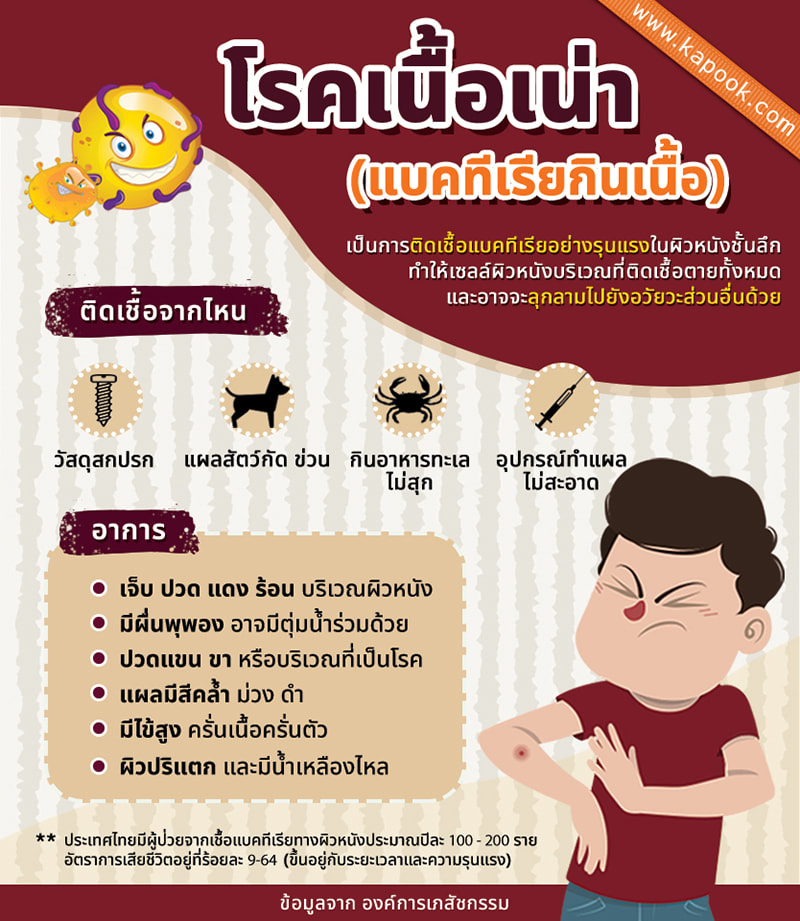 www.kapook.com
โรคเนื้อเน่า
(แบคทีเรียกินเนื้อ)
เป็นการติดเชื้อแบคทีเรียอย่างรุนแรงในผิวหนังชั้นลึก
ทำให้เซลล์ผิวหนังบริเวณที่ติดเชื้อตายทั้งหมด
และอาจจะลุกลามไปยังอวัยวะส่วนอื่นด้วย
ติดเชื้อจากไหน
วัสดุสกปรก
แผลสัตว์กัด ข่วน
กินอาหารทะเล
ไม่สุก
อุปกรณ์ทำแผล
ไม่สะอาด
อาการ
เจ็บ ปวด แดง ร้อน บริเวณผิวหนัง
มีผื่นพุพอง อาจมีตุ่มน้ำร่วมด้วย
ปวดแขน ขา หรือบริเวณที่เป็นโรค
แผลมีสีคล้ำ ม่วง ดำ
มีไข้สูง ครั่นเนื้อครั่นตัว
ผิวปริแตก และมีน้ำเหลืองไหล
** ประเทศไทยมีผู้ป่วยจากเชื้อแบคทีเรียทางผิวหนังประมาณปีละ 100 - 200 ราย
อัตราการเสียชีวิตอยู่ที่ร้อยละ 9-64 (ขึ้นอยู่กับระยะเวลาและความรุนแรง)
ข้อมูลจาก องค์การเภสัชกรรม